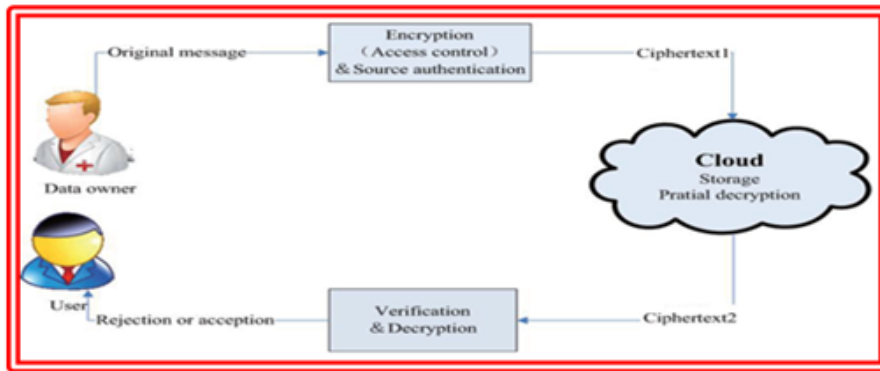 Original message
Encryption
(Access control)
& Source authentication
Ciphertext1
Data owner
Cloud
Storage
Pratial decryption
User
Rejection or acception
Verification
& Decryption
Ciphertext2